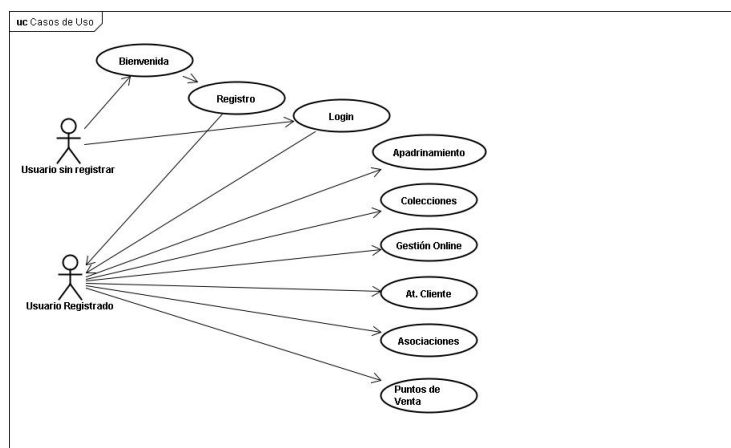 uc Casos de Uso
Bienvenida
Registro
Login
Usuario sin registrar
Apadrinamiento
Colecciones
Gestión Online
Usuario Registrado
At. Cliente
Asociaciones
Puntos de
Venta